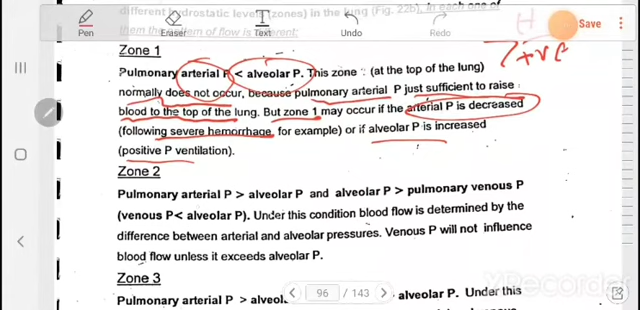 different hydrostatic level (zones) in the lung (Fig. 22b), in each one of
Save
Pen
Eraser
Text
Undo
Redo
+ve
Zone 1
Pulmonary arterial P < alveolar P. This zone (at the top of the lung)
normally does not occur, because pulmonary arterial P just sufficient to raise
blood to the top of the lung. But zone 1 may occur if the arterial P is decreased
(following severe hemorrhage, for example) or if alveolar P is increased
(positive P ventilation).
Zone 2
Pulmonary arterial P > alveolar P and alveolar P > pulmonary venous P
(venous P< alveolar P). Under this condition blood flow is determined by the
difference between arterial and alveolar pressures. Venous P will not influence
blood flow unless it exceeds alveolar P.
Zone 3
Pulmonary arterial P > alveol
96 / 143
alveolar P. Under this
XRecorder